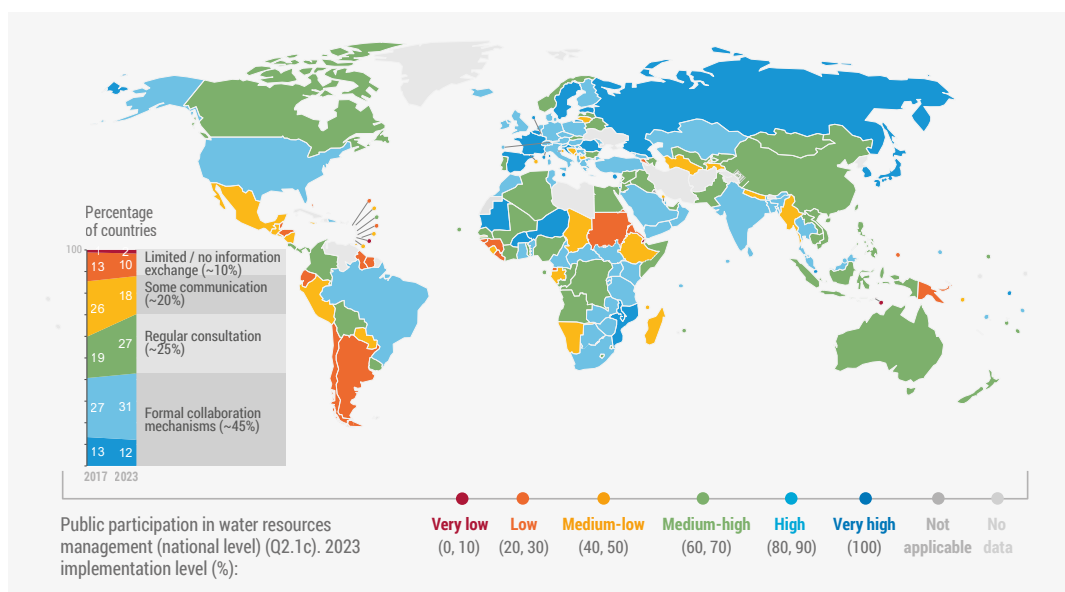 Percentage
of countries
100
2
13 10
18
26
27
19
27 31
13 12
2017 2023
Limited / no information
exchange (~10%)
Some communication
(~20%)
Regular consultation
(~25%)
Formal collaboration
mechanisms (~45%)
Public participation in water resources
management (national level) (Q2.1c). 2023
implementation level (%):
Very low
(0, 10)
Low
(20, 30)
Medium-low
(40, 50)
Medium-high
(60, 70)
High
(80, 90)
Very high
(100)
Not
applicable
No
data